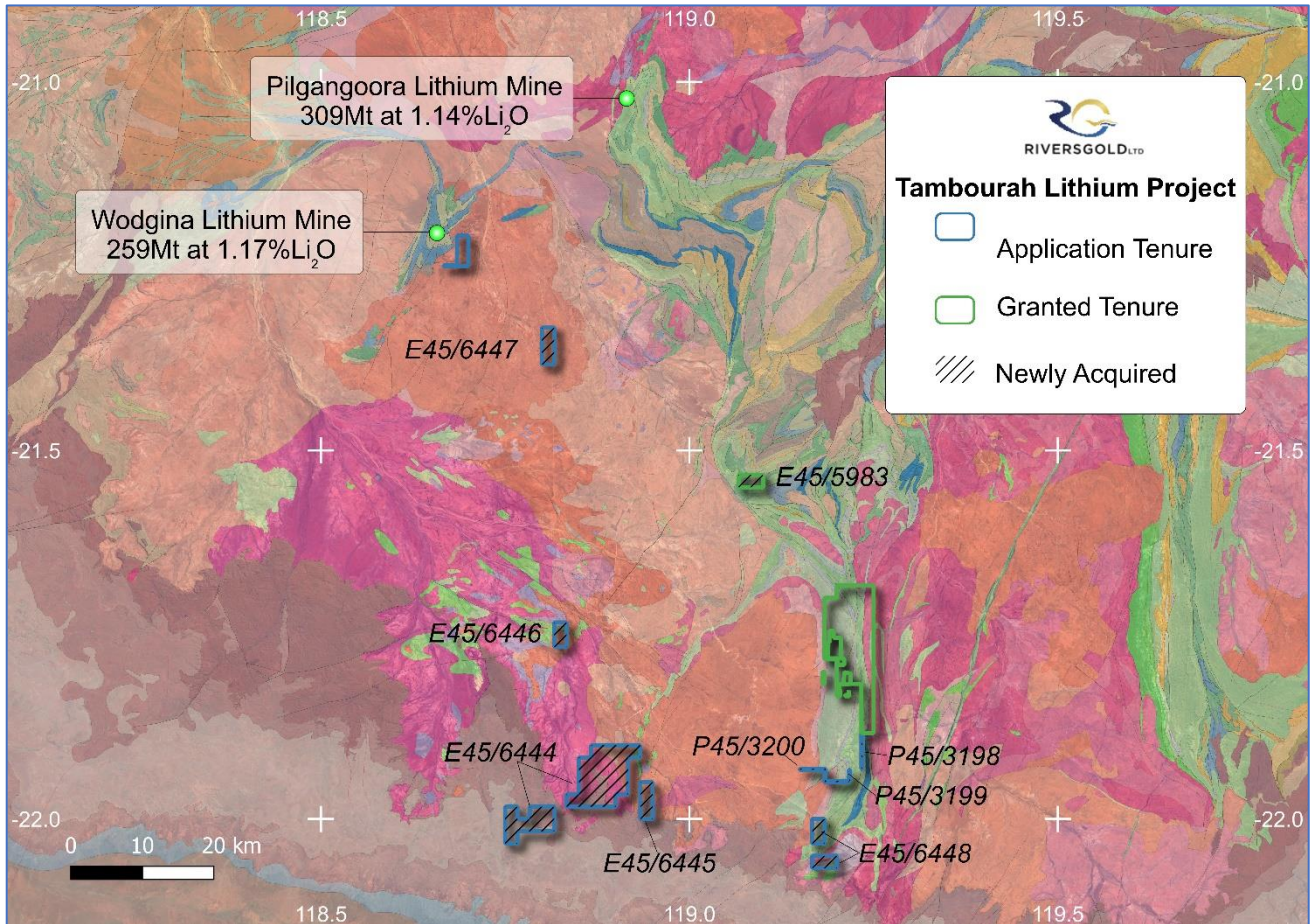 118.5
119.0
119.5
-21.0
-21.0
Pilgangoora Lithium Mine
309Mt at 1.14%Li₂O
Wodgina Lithium Mine
259Mt at 1.17%Li₂O
RIVERSGOLD LTD
Tambourah Lithium Project
Application Tenure
Granted Tenure
Newly Acquired
E45/6447
-21.5
-21.5
E45/5983
E45/6446
E45/6444
P45/3200
P45/3198
P45/3199
-22.0
-22.0
E45/6448
E45/6445
0 10 20 km
118.5
119.0
119.5